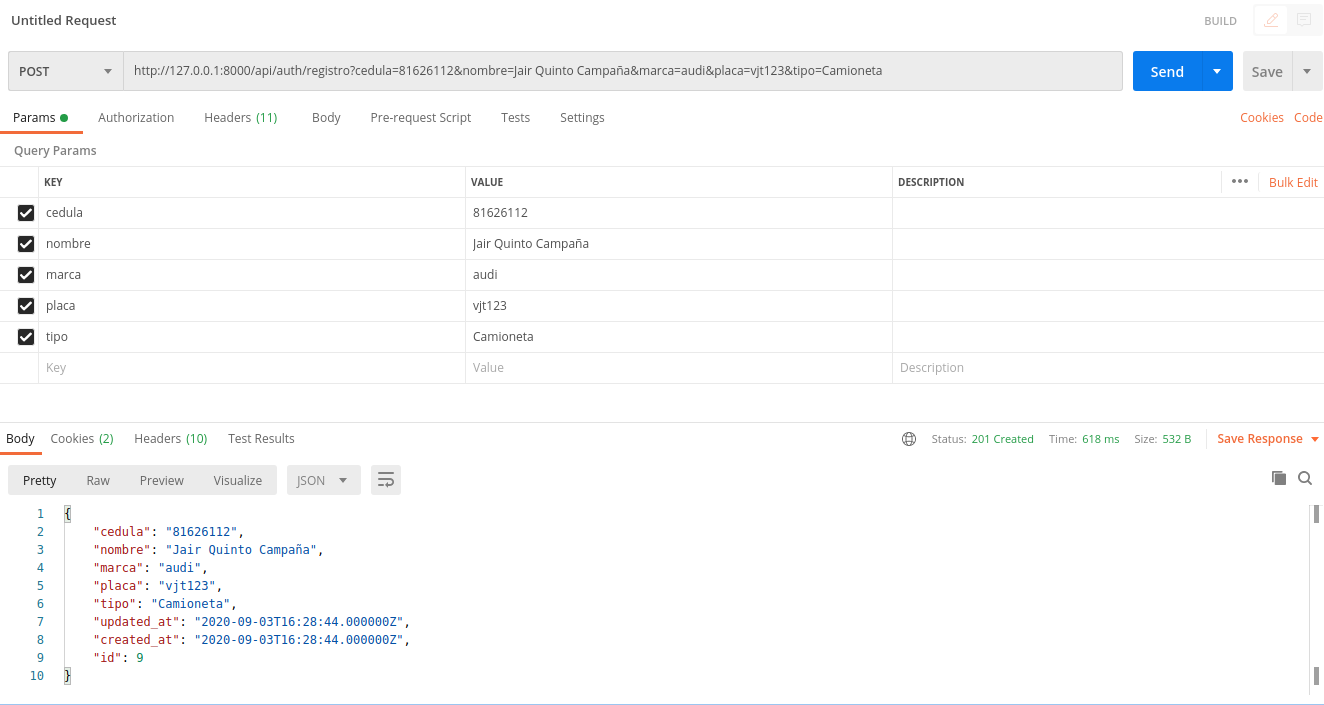 Untitled Request BUILD
POST http://127.0.0.1:8000/api/auth/registro?cedula=81626112&nombre=Jair Quinto Campaña&marca=audi&placa=vjt123&tipo=Camioneta Send Save
Params Authorization Headers (11) Body Pre-request Script Tests Settings Cookies Code
Query Params
KEY VALUE DESCRIPTION ••• Bulk Edit
cedula 81626112
nombre Jair Quinto Campaña
marca audi
placa vjt123
tipo Camioneta
Key Value Description
Body Cookies (2) Headers (10) Test Results Status: 201 Created Time: 618 ms Size: 532 B Save Response
Pretty Raw Preview Visualize JSON
1 {
2 "cedula": "81626112",
3 "nombre": "Jair Quinto Campaña",
4 "marca": "audi",
5 "placa": "vjt123",
6 "tipo": "Camioneta",
7 "updated_at": "2020-09-03T16:28:44.000000Z",
8 "created_at": "2020-09-03T16:28:44.000000Z",
9 "id": 9
10 }